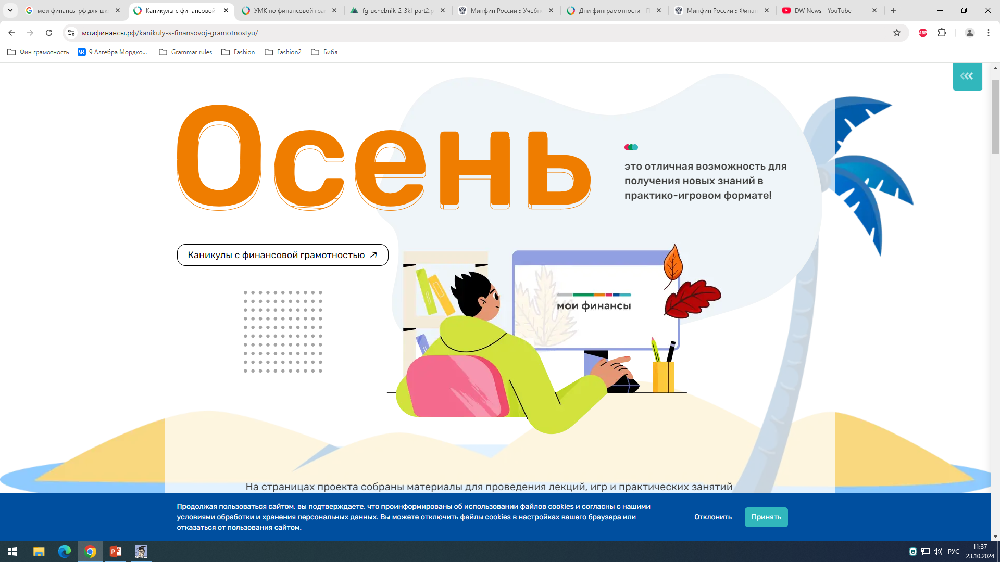 мои финансы рф для шк
Каникулы с финансовой
УМК по финансовой гра
fg-uchebnik-2-3kl-part2.p
Минфин России :: Учебн
Дни финграмотности - П
Минфин России :: Финан
DW News - YouTube
моифинансы.рф/kanikuly-s-finansovoj-gramotnostyu/
ABP
Фин грамотность
9 Алгебра Мордко...
Grammar rules
Fashion
Fashion2
Библ
Осень
это отличная возможность для
получения новых знаний в
практико-игровом формате!
Каникулы с финансовой грамотностью
мои финансы
На страницах проекта собраны материалы для проведения лекций, игр и практических занятий
Продолжая пользоваться сайтом, вы подтверждаете, что проинформированы об использовании файлов cookies и согласны с нашими
условиями обработки и хранения персональных данных. Вы можете отключить файлы cookies в настройках вашего браузера или
отказаться от пользования сайтом.
Отклонить
Принять
РУС
11:37
23.10.2024